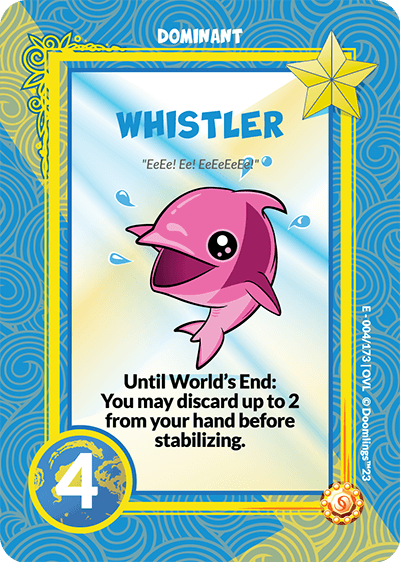 DOMINANT
WHISTLER
"EeEe! Ee! EeEeEeEe!"
Until World's End:
You may discard up to 2
from your hand before
stabilizing.
4
E - 004/173 | OVL © Doomlings™ 23